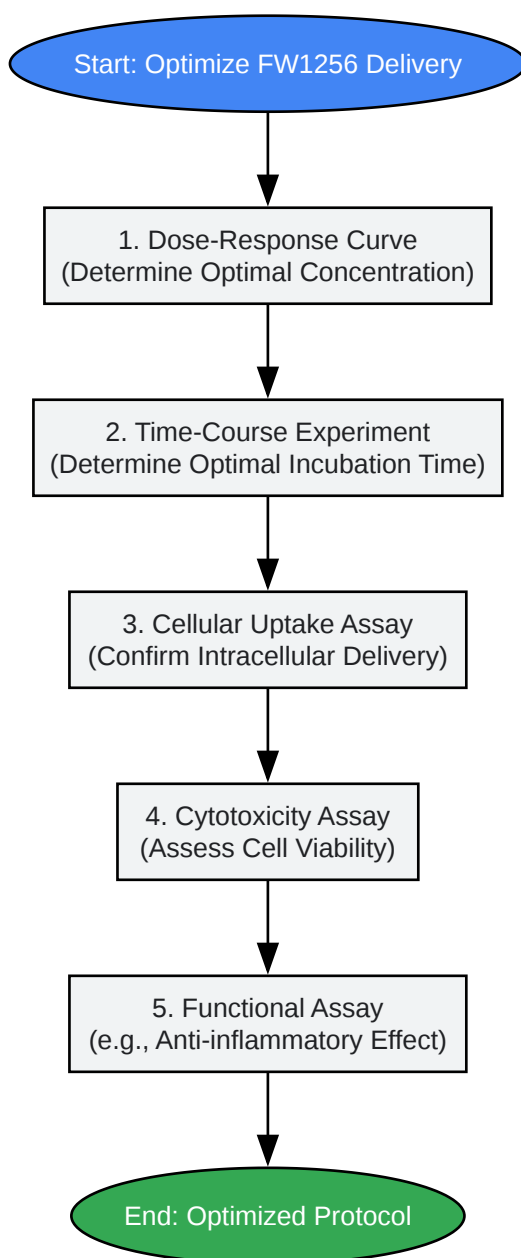 Start: Optimize FW1256 Delivery
1. Dose-Response Curve
(Determine Optimal Concentration)
2. Time-Course Experiment
(Determine Optimal Incubation Time)
3. Cellular Uptake Assay
(Confirm Intracellular Delivery)
4. Cytotoxicity Assay
(Assess Cell Viability)
5. Functional Assay
(e.g., Anti-inflammatory Effect)
End: Optimized Protocol